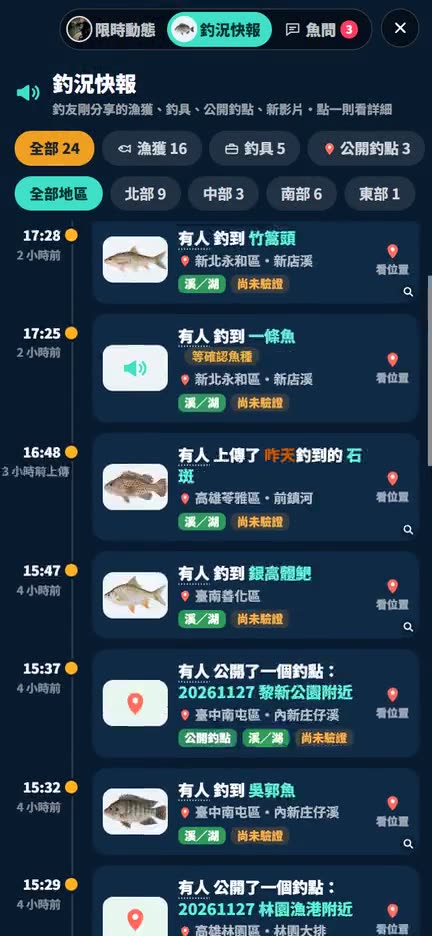 限時動態 釣況快報 魚問 3
釣況快報
釣友剛分享的漁獲、釣具、公開釣點、新影片・點一則看詳細
全部 24 漁獲 16 釣具 5 公開釣點 3
全部地區 北部 9 中部 3 南部 6 東部 1
17:28
2 小時前
有人 釣到 竹篙頭
新北永和區・新店溪
溪／湖 尚未驗證
看位置
17:25
2 小時前
有人 釣到 一條魚
等確認魚種
新北永和區・新店溪
溪／湖 尚未驗證
看位置
16:48
3 小時前上傳
有人 上傳了 昨天釣到的 石
斑
高雄苓雅區・前鎮河
溪／湖 尚未驗證
看位置
15:47
4 小時前
有人 釣到 銀高體鲃
臺南善化區
溪／湖 尚未驗證
看位置
15:37
4 小時前
有人 公開了一個釣點：
20261127 黎新公園附近
臺中南屯區・內新庄仔溪
公開釣點 溪／湖 尚未驗證
看位置
15:32
4 小時前
有人 釣到 吳郭魚
臺中南屯區・內新庄仔溪
溪／湖 尚未驗證
看位置
15:29
4 小時前
有人 公開了一個釣點：
20261127 林園漁港附近
高雄林園區・林園大排
看位置